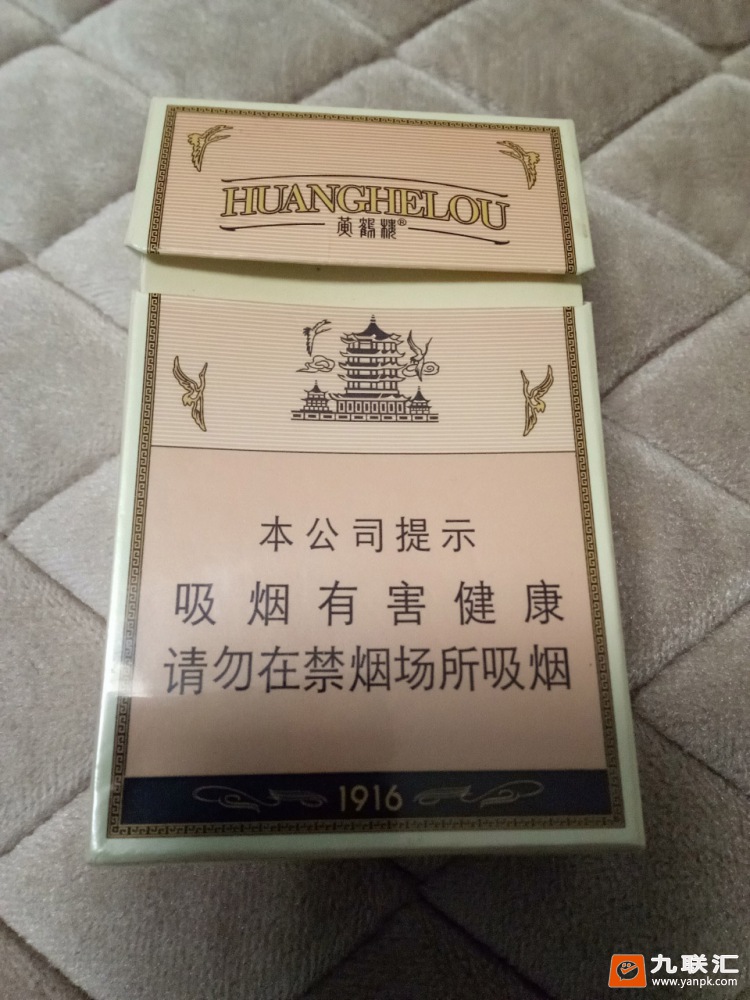 HUANGHELOU
黄鹤楼®
本公司提示
吸烟有害健康
请勿在禁烟场所吸烟
1916
九联汇
www.yanpk.com